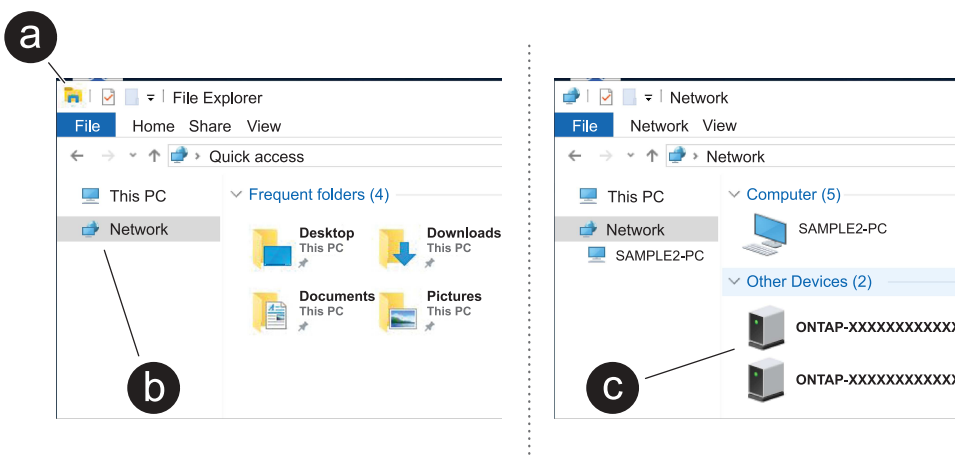 a
File Explorer
File Home Share View
Quick access
This PC
Network
Frequent folders (4)
Desktop
This PC
Downloads
This PC
Documents
This PC
Pictures
This PC
b
Network
File Network View
Network
This PC
Network
SAMPLE2-PC
Computer (5)
SAMPLE2-PC
Other Devices (2)
ONTAP-XXXXXXXXXXXX
ONTAP-XXXXXXXXXXXX
c